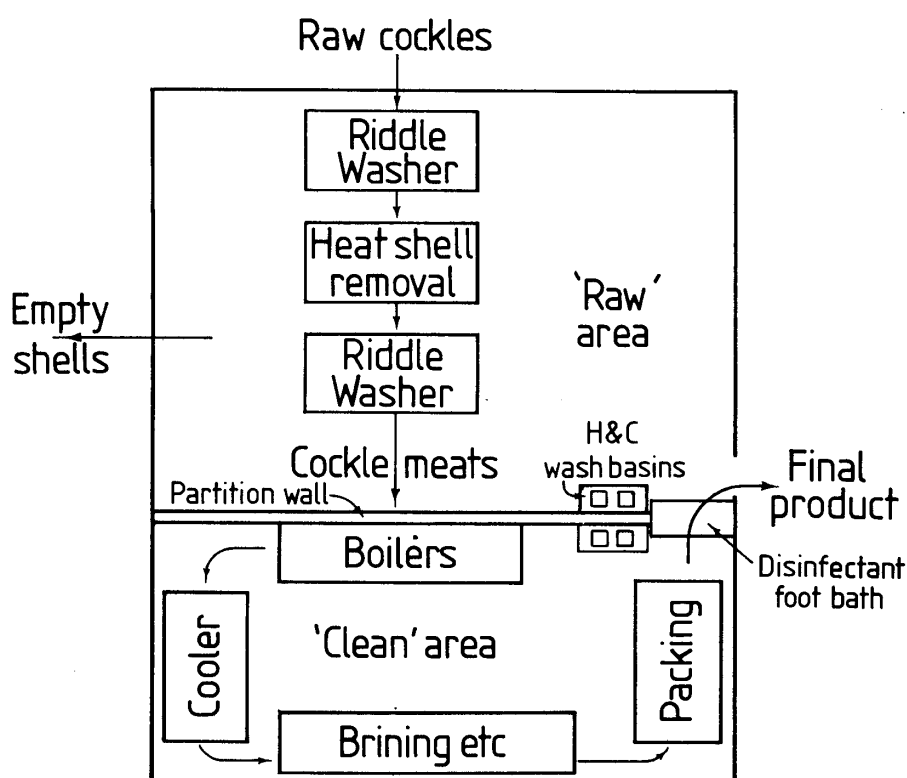 Raw cockles
Riddle
Washer
Heat shell
removal
'Raw'
area
Empty
shells
Riddle
Washer
H&C
wash basins
Cockle meats
Final
product
Partition wall
Boilers
Disinfectant
foot bath
Cooler
'Clean' area
Packing
Brining etc